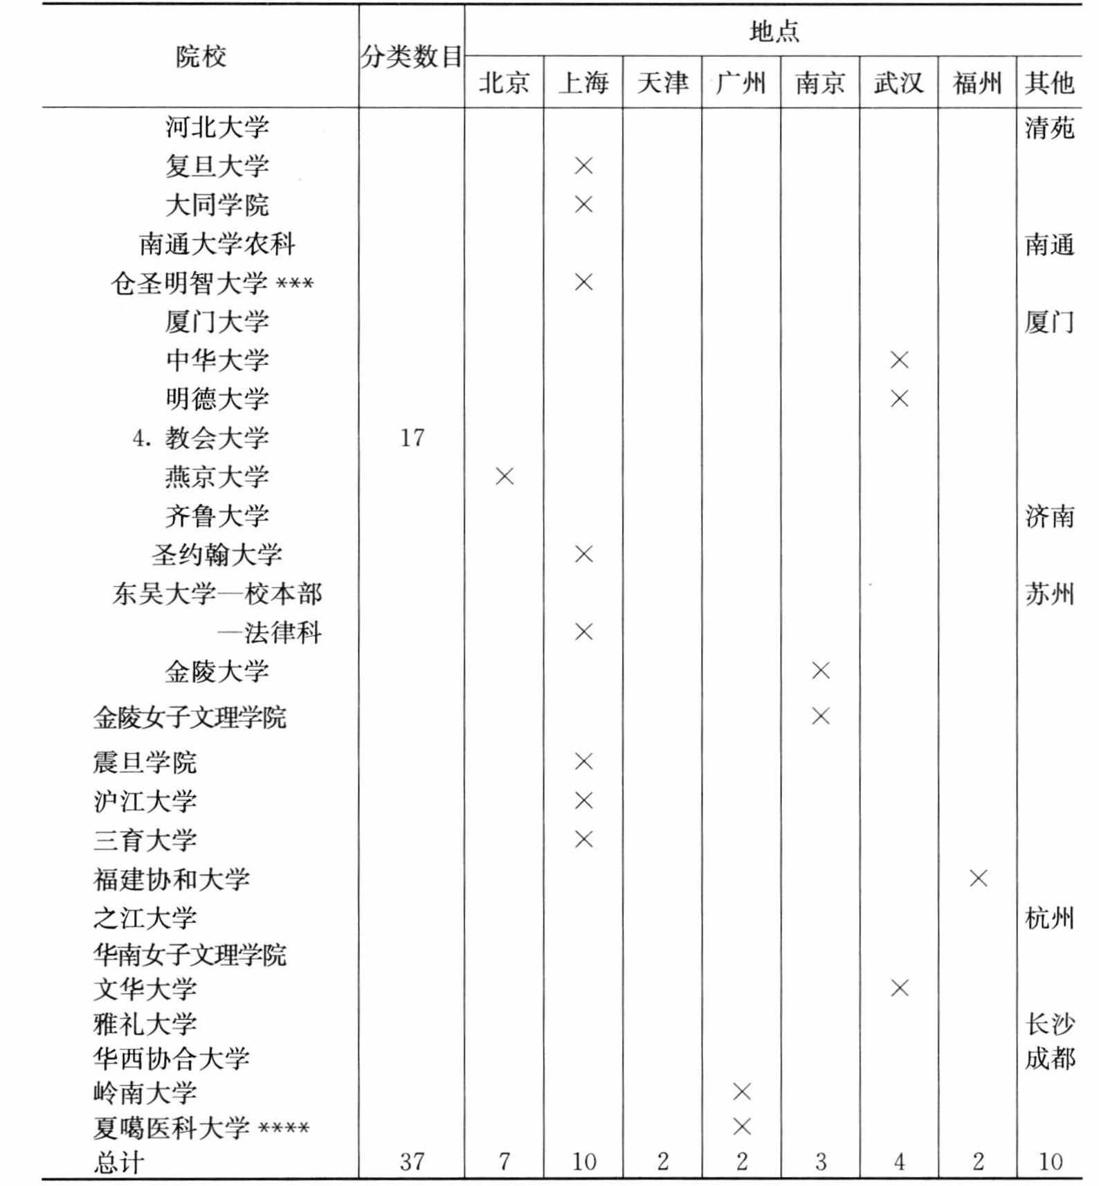 院校 分类数目 地点
北京 上海 天津 广州 南京 武汉 福州 其他
河北大学 清苑
复旦大学 ×
大同学院 ×
南通大学农科 南通
仓圣明智大学 *** ×
厦门大学 厦门
中华大学 ×
明德大学 ×
4. 教会大学 17
燕京大学 ×
齐鲁大学 济南
圣约翰大学 ×
东吴大学—校本部 苏州
—法律科 ×
金陵大学 ×
金陵女子文理学院 ×
震旦学院 ×
沪江大学 ×
三育大学 ×
福建协和大学 ×
之江大学 杭州
华南女子文理学院
文华大学 ×
雅礼大学 长沙
华西协合大学 成都
岭南大学 ×
夏噶医科大学 **** ×
总计 37 7 10 2 2 3 4 2 10